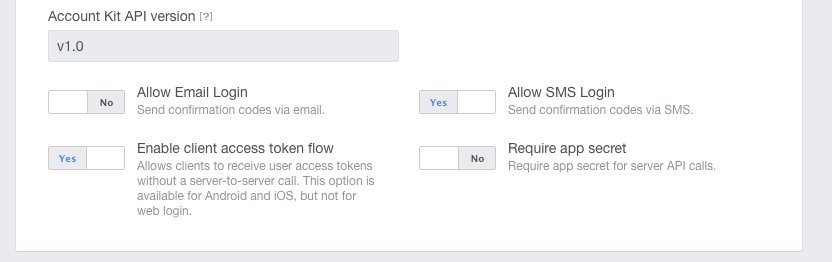 Account Kit API version [?]
v1.0
No
Allow Email Login
Send confirmation codes via email.
Yes
Allow SMS Login
Send confirmation codes via SMS.
Yes
Enable client access token flow
Allows clients to receive user access tokens
without a server-to-server call. This option is
available for Android and iOS, but not for
web login.
No
Require app secret
Require app secret for server API calls.